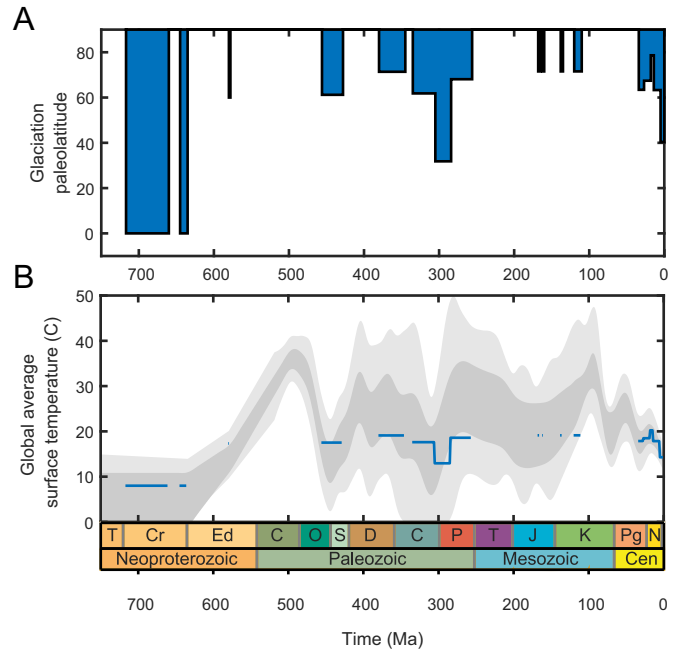 A
Glaciation
paleolatitude
80
60
40
20
0
700 600 500 400 300 200 100 0
B
Global average
surface temperature (C)
50
40
30
20
10
0
T Cr Ed C O S D C P T J K Pg N
Neoproterozoic Paleozoic Mesozoic Cen
700 600 500 400 300 200 100 0
Time (Ma)